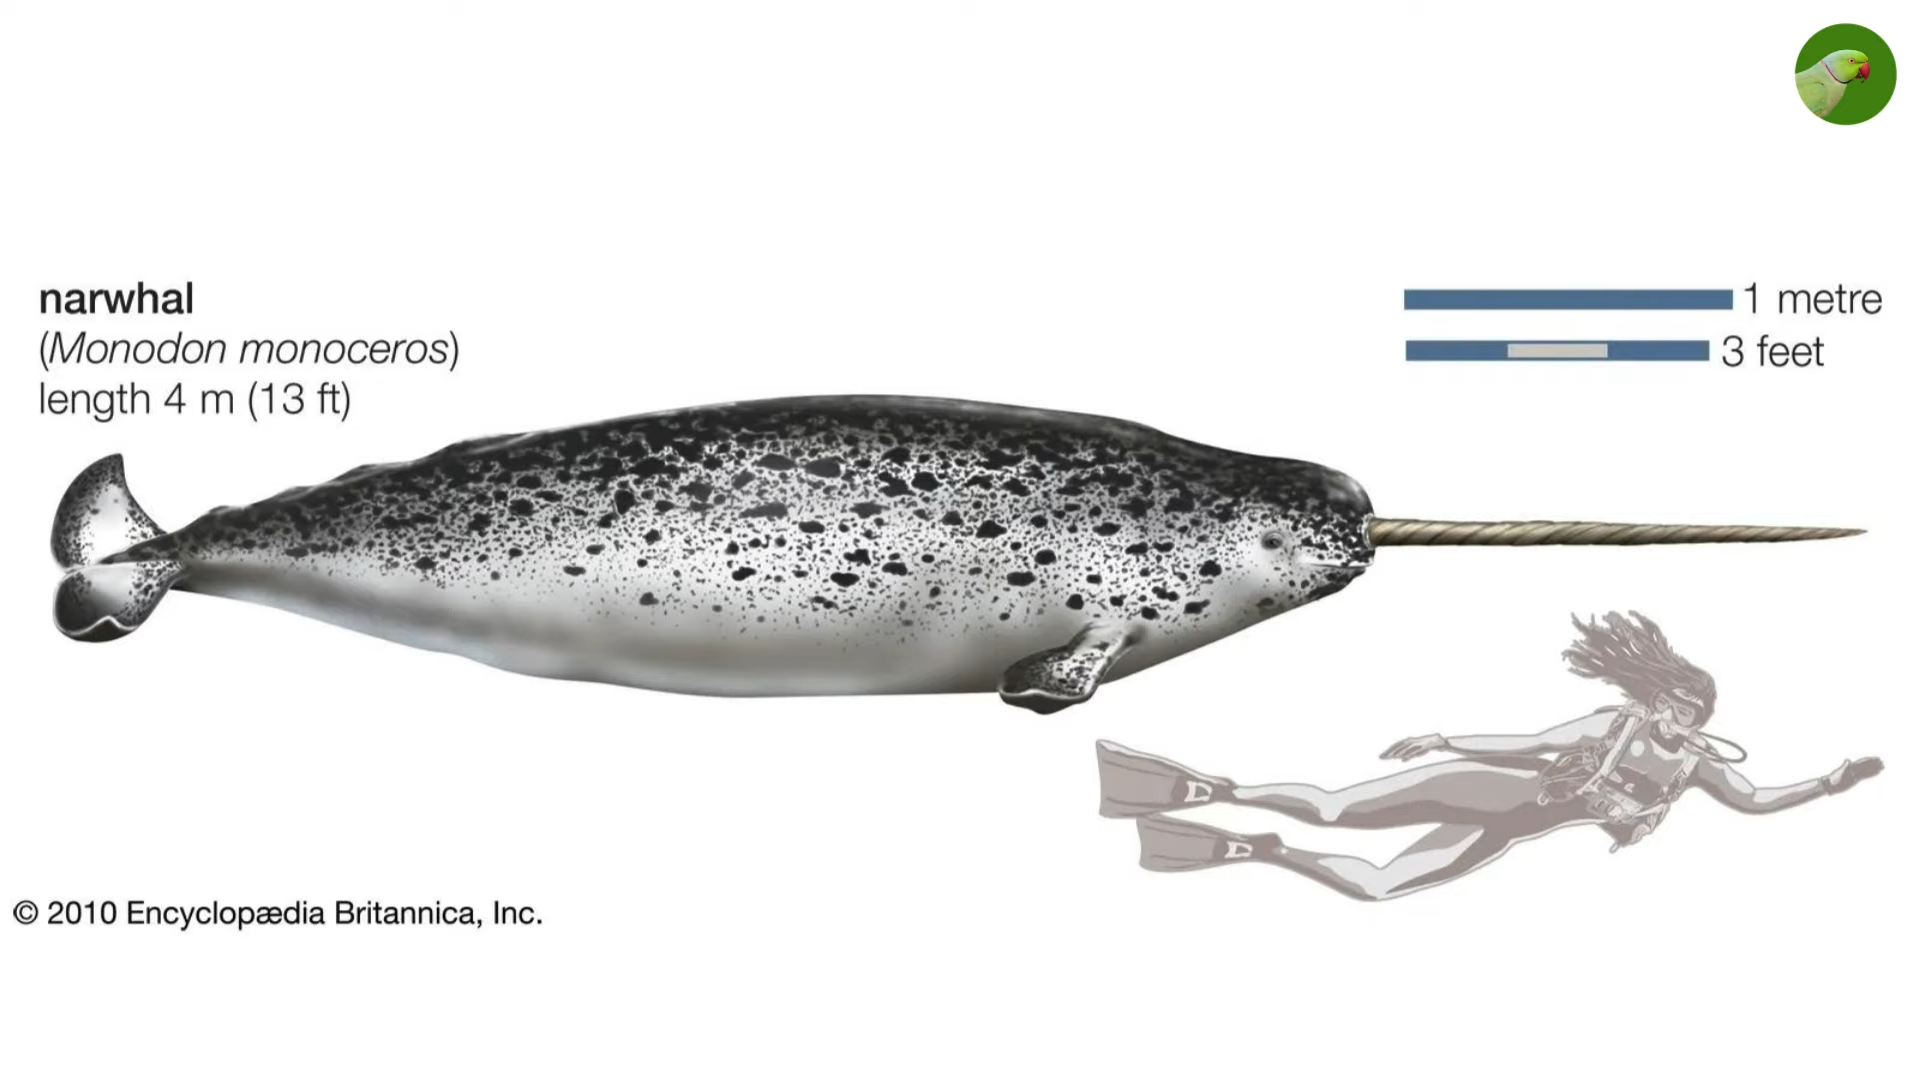 narwhal
(Monodon monoceros)
length 4 m (13 ft)
1 metre
3 feet
© 2010 Encyclopædia Britannica, Inc.